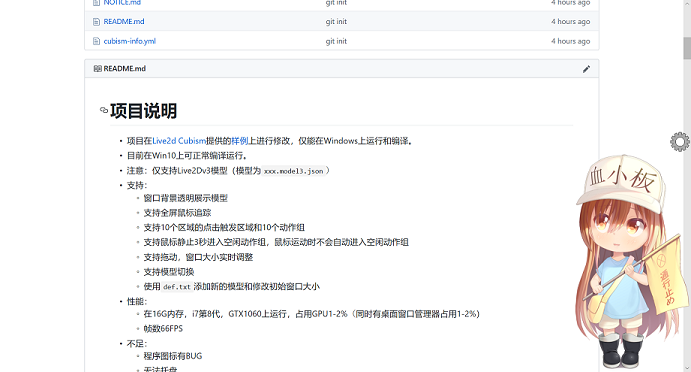 NOTICE.md git init 4 hours ago
README.md git init 4 hours ago
cubism-info.yml git init 4 hours ago
README.md
项目说明
项目在Live2d Cubism提供的样例上进行修改，仅能在Windows上运行和编译。
目前在Win10上可正常编译运行。
注意：仅支持Live2Dv3模型（模型为 xxx.model3.json ）
支持：
窗口背景透明展示模型
支持全屏鼠标追踪
支持10个区域的点击触发区域和10个动作组
支持鼠标静止3秒进入空闲动作组，鼠标运动时不会自动进入空闲动作组
支持拖动，窗口大小实时调整
支持模型切换
使用 def.txt 添加新的模型和修改初始窗口大小
性能：
在16G内存，i7第8代，GTX1060上运行，占用GPU1-2%（同时有桌面窗口管理器占用1-2%）
帧数66FPS
不足：
程序图标有BUG
无法托盘
血小板
通行止め